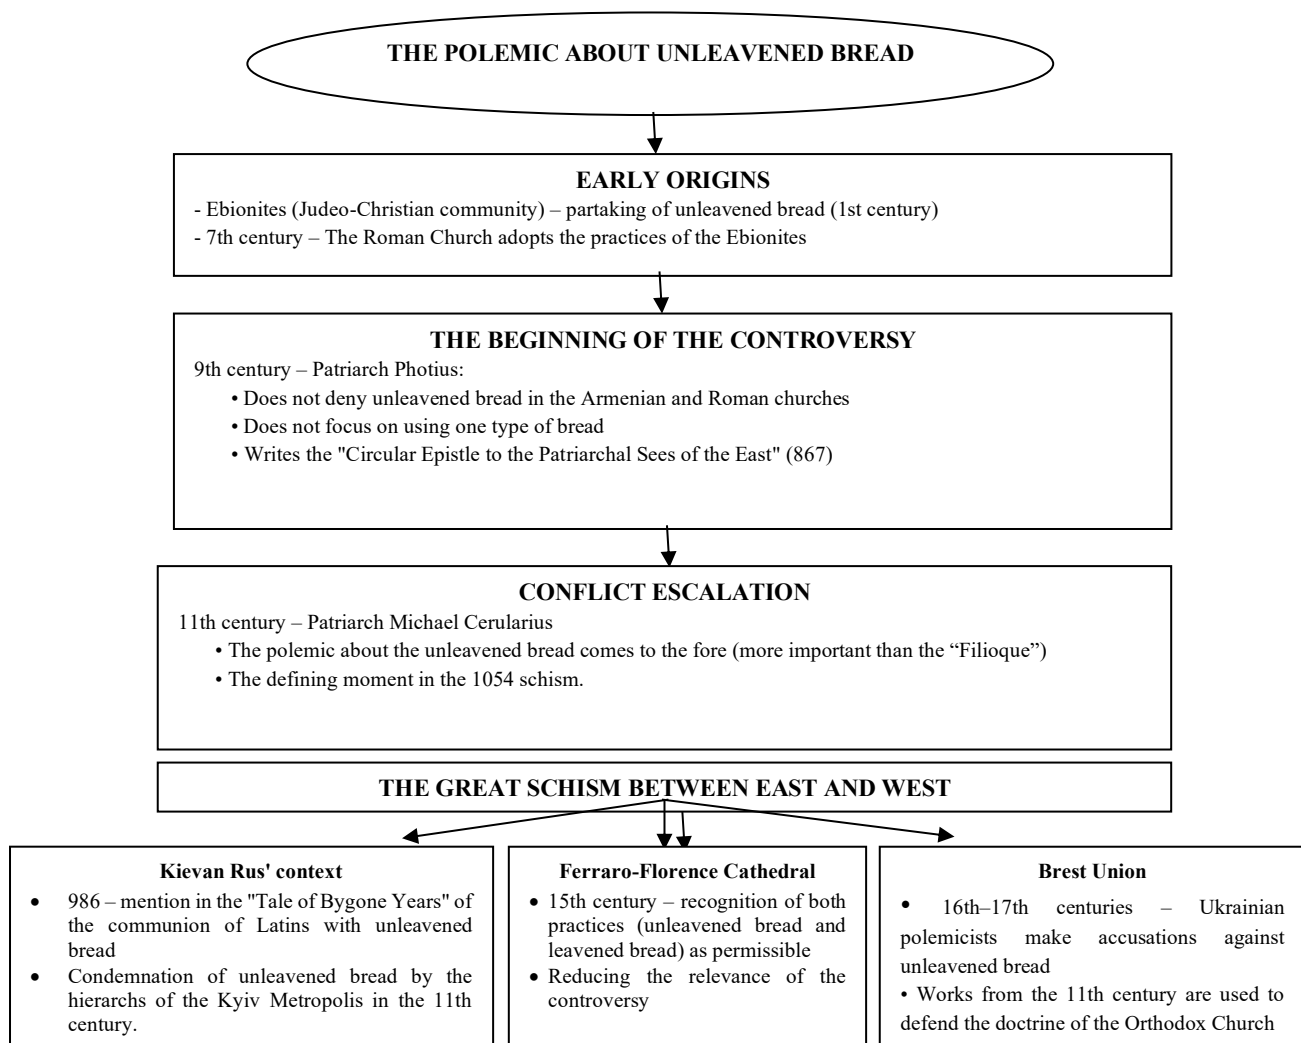 THE POLEMIC ABOUT UNLEAVENED BREAD
EARLY ORIGINS
- Ebionites (Judeo-Christian community) – partaking of unleavened bread (1st century)
- 7th century – The Roman Church adopts the practices of the Ebionites
THE BEGINNING OF THE CONTROVERSY
9th century – Patriarch Photius:
• Does not deny unleavened bread in the Armenian and Roman churches
• Does not focus on using one type of bread
• Writes the "Circular Epistle to the Patriarchal Sees of the East" (867)
CONFLICT ESCALATION
11th century – Patriarch Michael Cerularius
• The polemic about the unleavened bread comes to the fore (more important than the “Filioque”)
• The defining moment in the 1054 schism.
THE GREAT SCHISM BETWEEN EAST AND WEST
Kievan Rus' context
• 986 – mention in the "Tale of Bygone Years" of
the communion of Latins with unleavened
bread
• Condemnation of unleavened bread by the
hierarchs of the Kyiv Metropolis in the 11th
century.
Ferraro-Florence Cathedral
• 15th century – recognition of both
practices (unleavened bread and
leavened bread) as permissible
• Reducing the relevance of the
controversy
Brest Union
• 16th–17th centuries – Ukrainian
polemicists make accusations against
unleavened bread
• Works from the 11th century are used to
defend the doctrine of the Orthodox Church